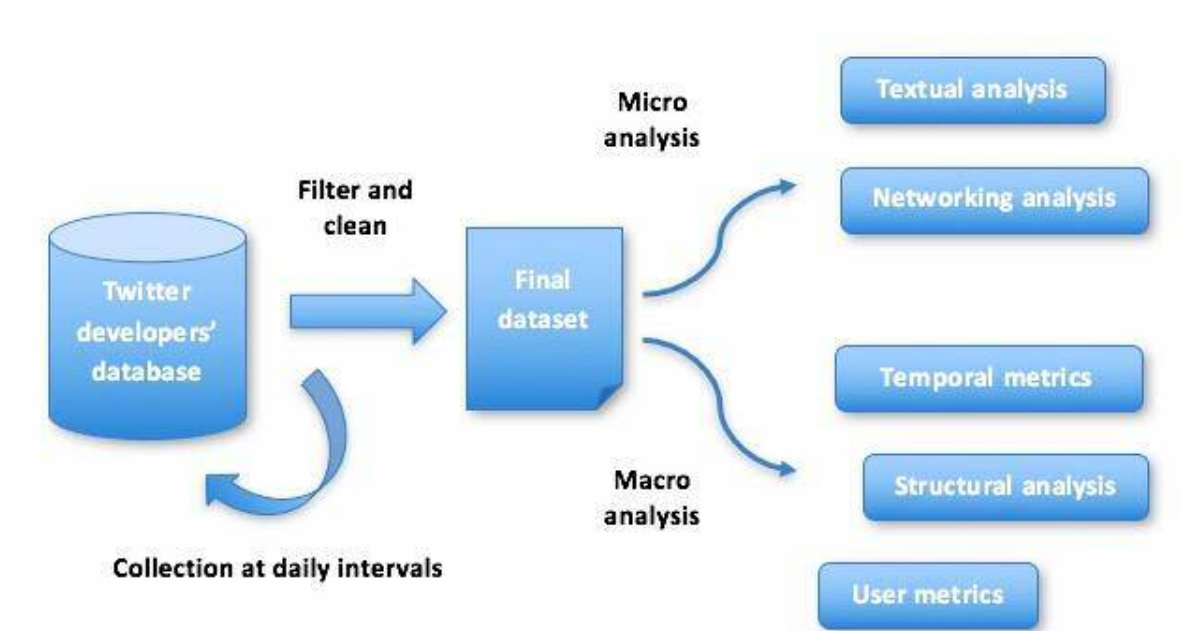 Twitter
developers’
database
Filter and
clean
Collection at daily intervals
Final
dataset
Micro
analysis
Textual analysis
Networking analysis
Macro
analysis
Temporal metrics
Structural analysis
User metrics